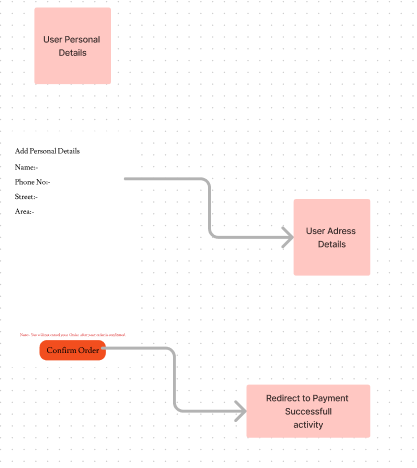 User Personal
Details
Add Personal Details
Name:-
Phone No:-
Street:-
Area:-
User Adress
Details
Confirm Order
Redirect to Payment
Successfull
activity